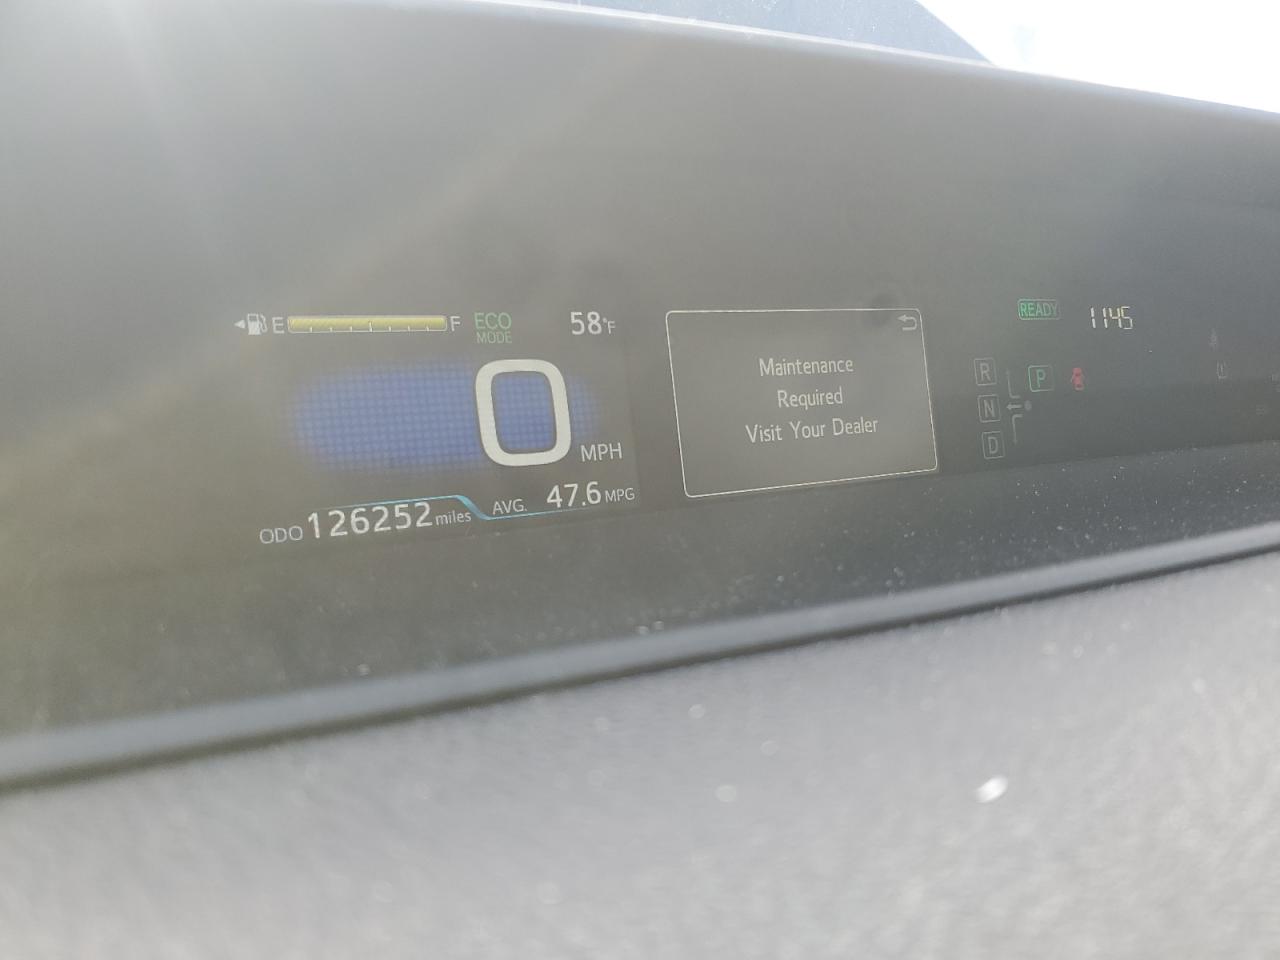 E F ECO MODE 58°F
0 MPH
ODO 126252 miles AVG. 47.6 MPG
Maintenance
Required
Visit Your Dealer
READY 1145
R P
N
D